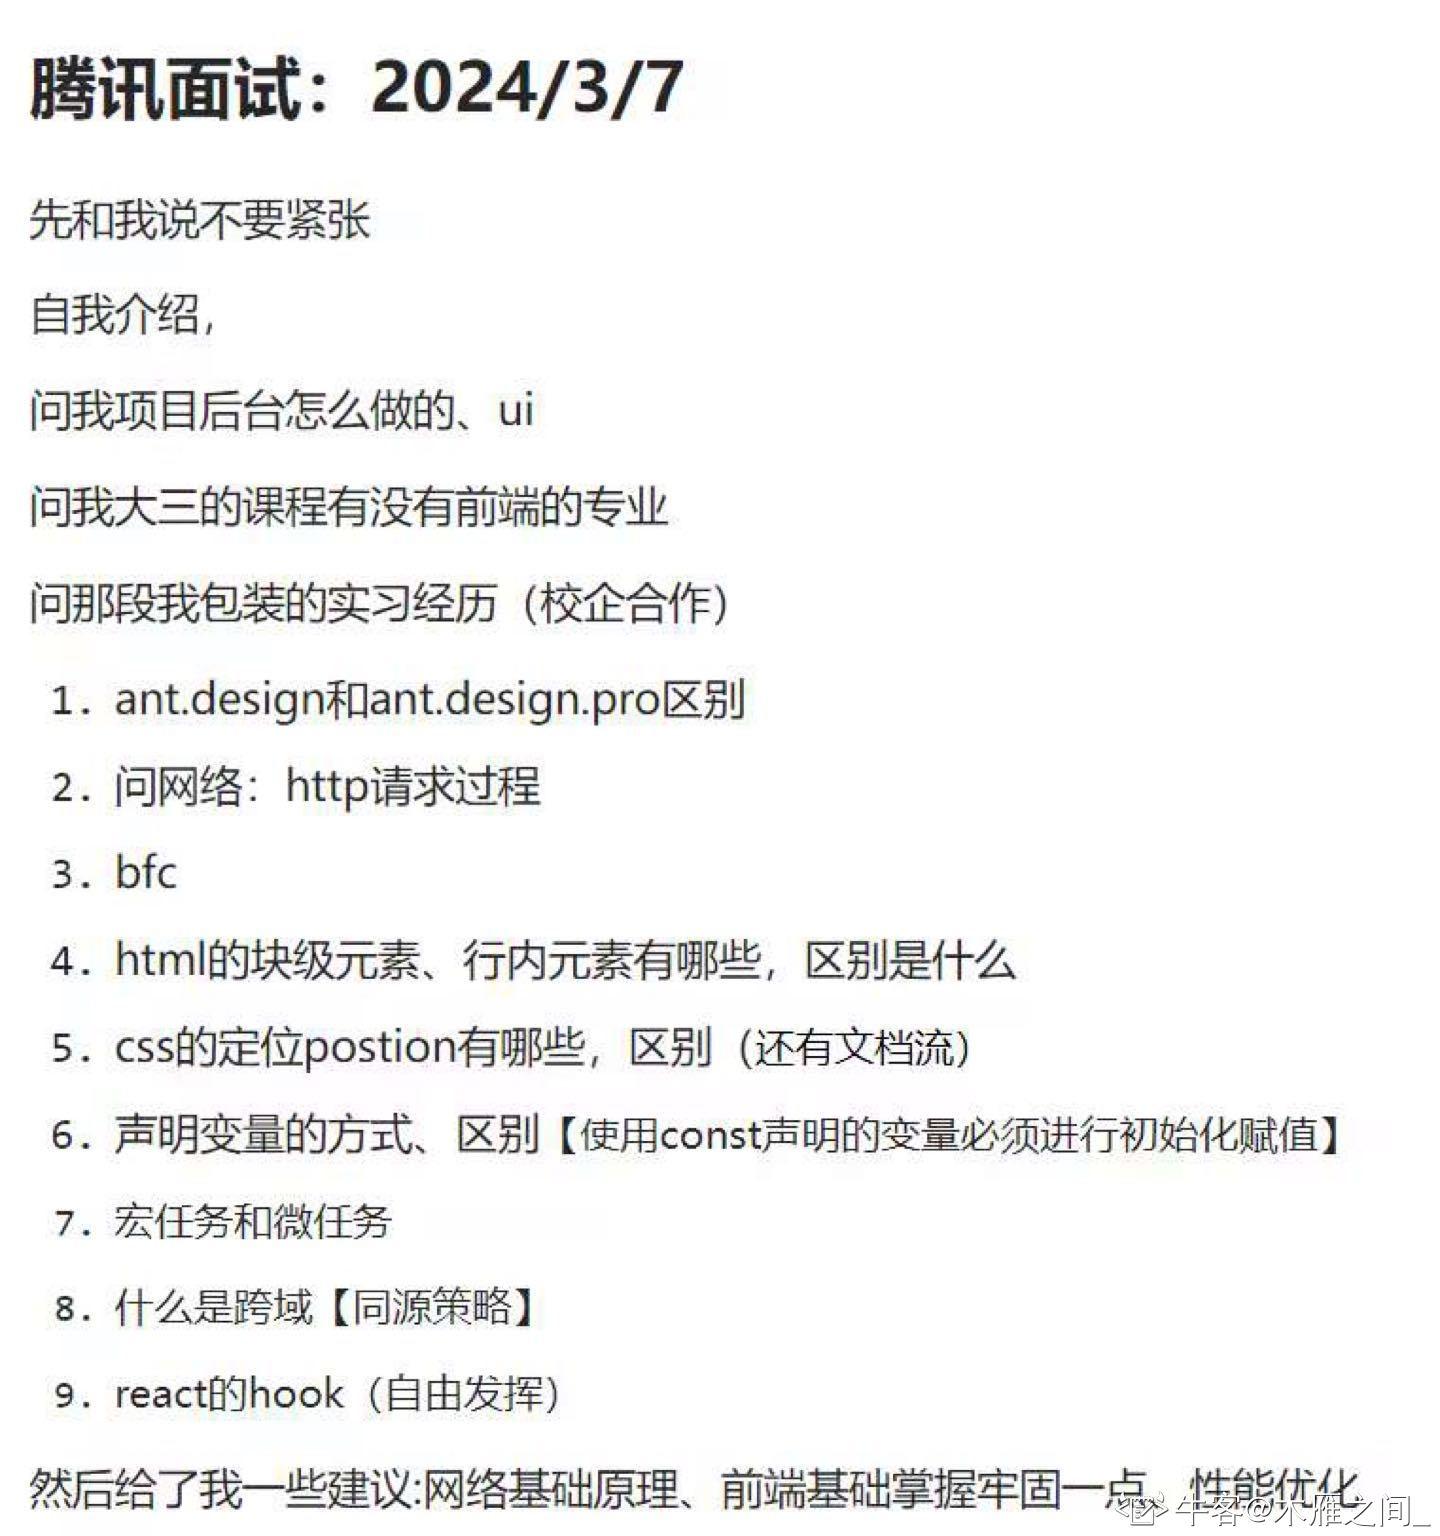 腾讯面试：2024/3/7
先和我说不要紧张
自我介绍，
问我项目后台怎么做的、ui
问我大三的课程有没有前端的专业
问那段我包装的实习经历（校企合作）
1. ant.design和ant.design.pro区别
2. 问网络：http请求过程
3. bfc
4. html的块级元素、行内元素有哪些，区别是什么
5. css的定位postion有哪些，区别（还有文档流）
6. 声明变量的方式、区别【使用const声明的变量必须进行初始化赋值】
7. 宏任务和微任务
8. 什么是跨域【同源策略】
9. react的hook（自由发挥）
然后给了我一些建议:网络基础原理、前端基础掌握牢固一点、性能优化
牛客@木雁之间_